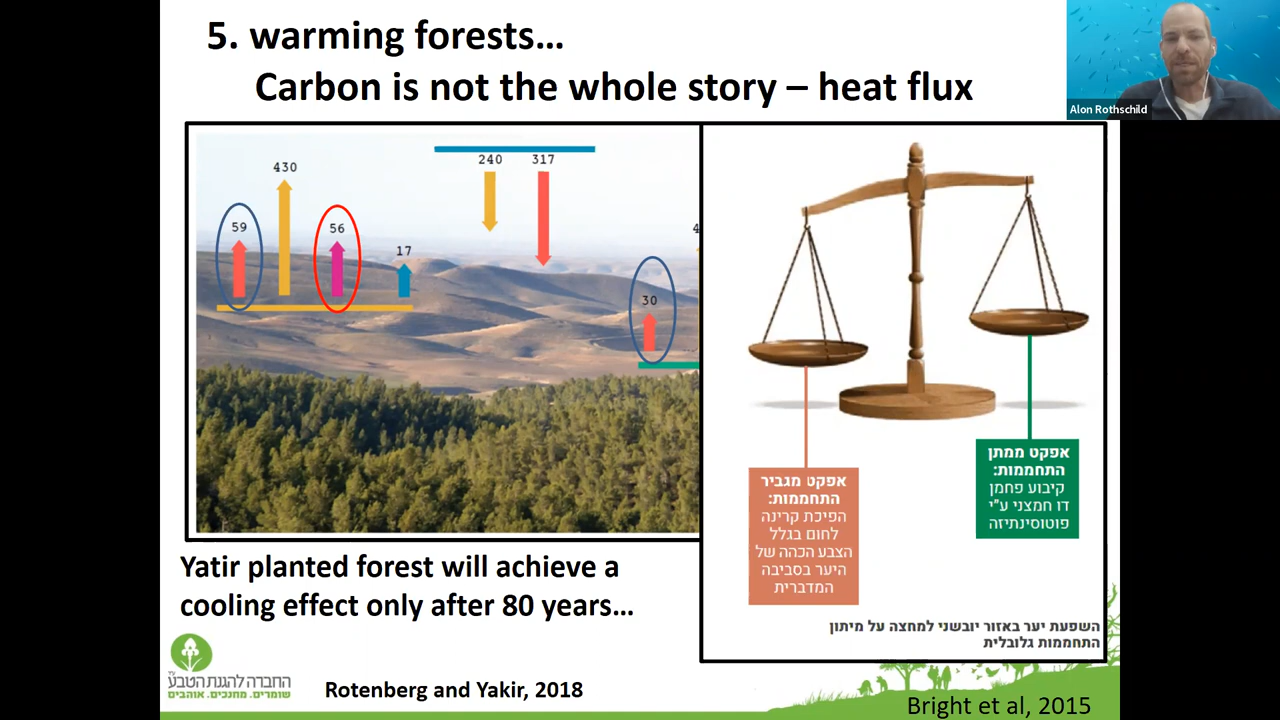 5. warming forests...
Carbon is not the whole story – heat flux
Alon Rothschild
430
240
317
59
56
17
4
30
אפקט ממתן
התחממות:
קיבוע פחמן
דו חמצני ע״י
פוטוסינתיזה
אפקט מגביר
התחממות:
הפיכת קרינה
לחום בגלל
הצבע הכהה של
היער בסביבה
המדברית
השפעת יער באזור יובשני למחצה על מיתון
התחממות גלובלית
Yatir planted forest will achieve a
cooling effect only after 80 years...
החברה להגנת הטבע
שומרים. מחנכים. אוהבים
Rotenberg and Yakir, 2018
Bright et al, 2015